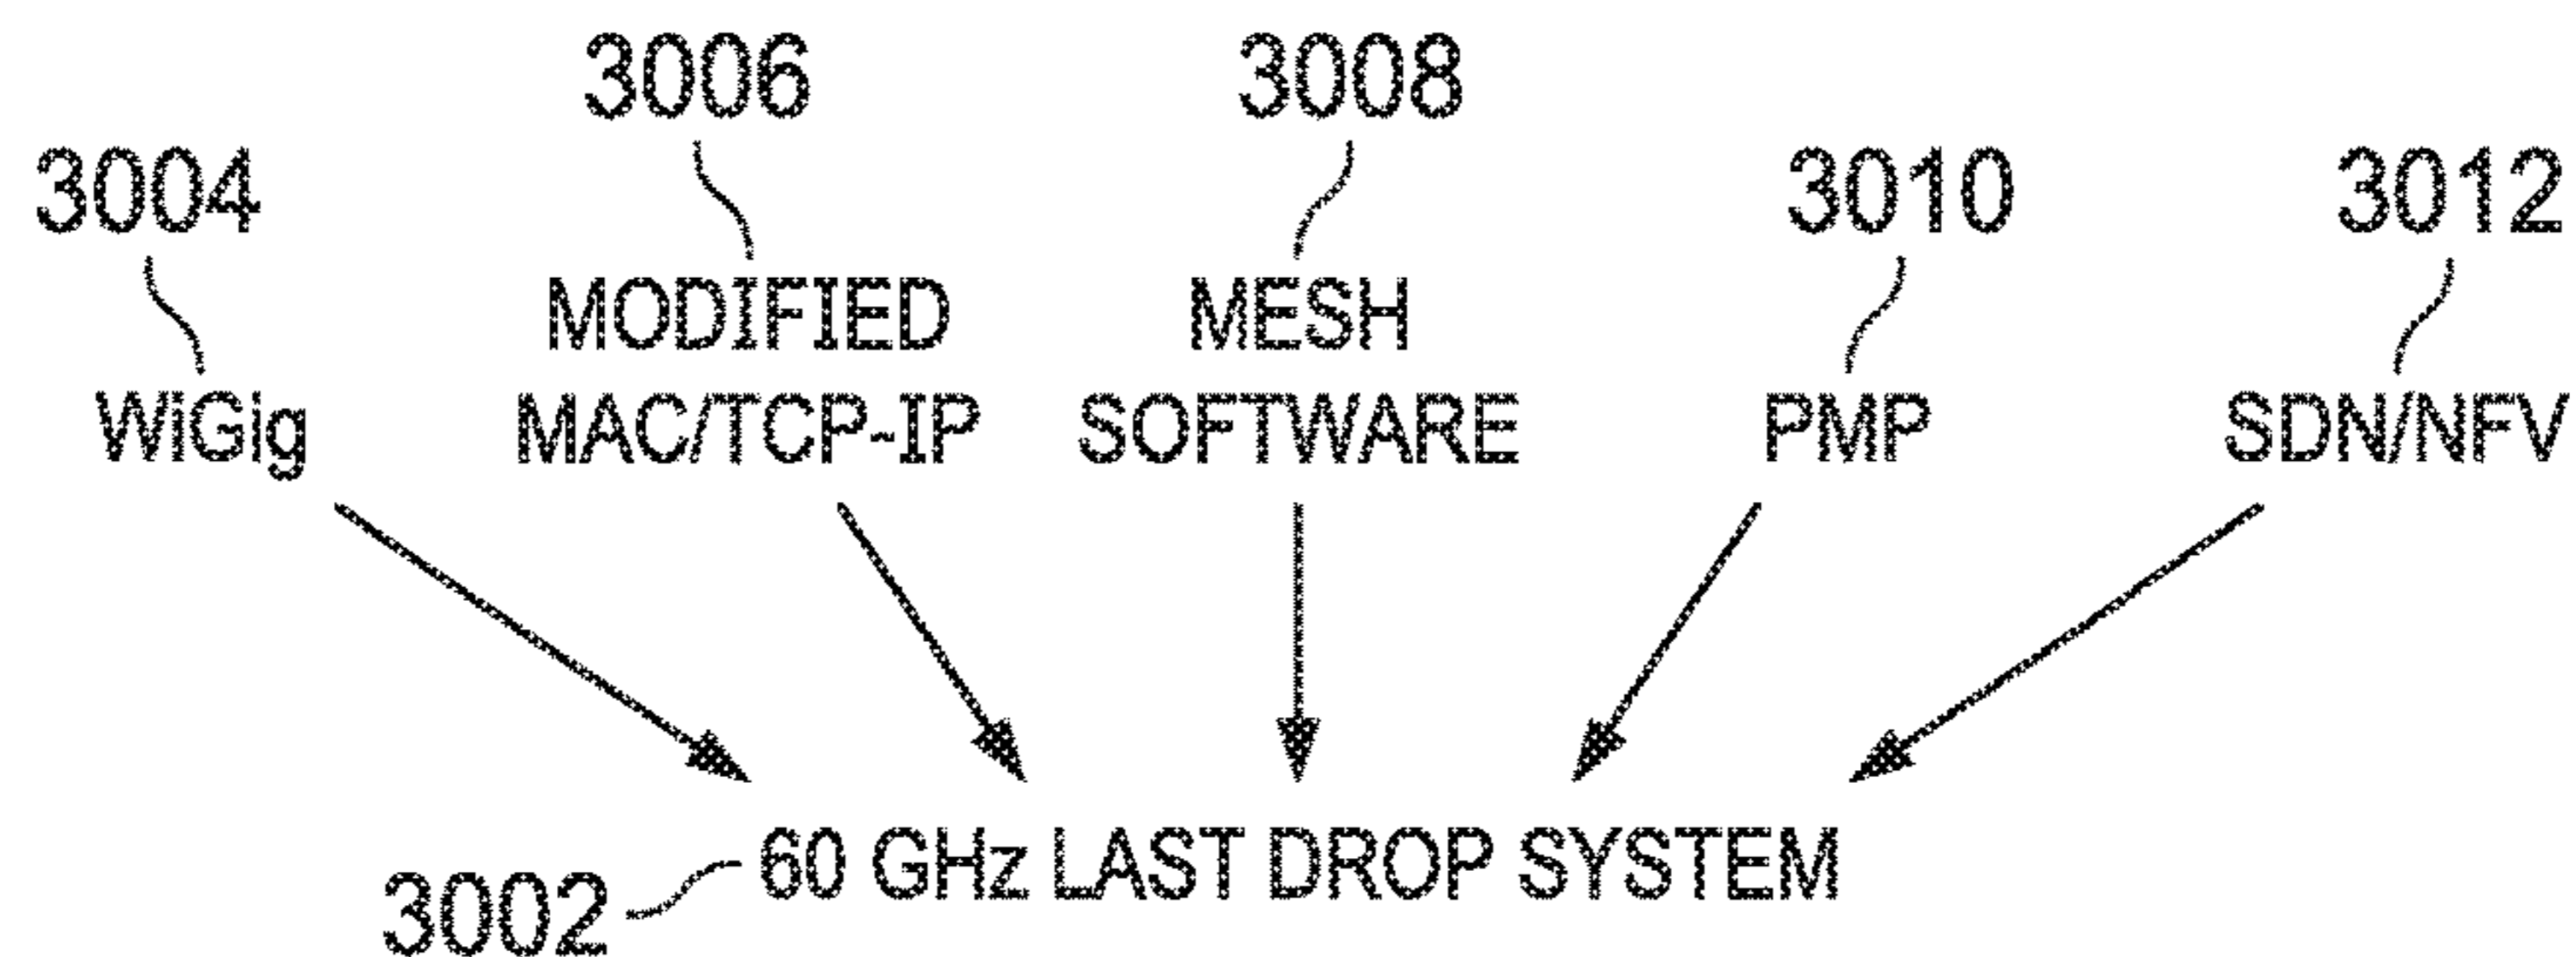 3006 3008
3004 3010 3012
MODIFIED MESH
WiGig MAC/TCP-IP SOFTWARE PMP SDN/NFV
60 GHz LAST DROP SYSTEM
3002